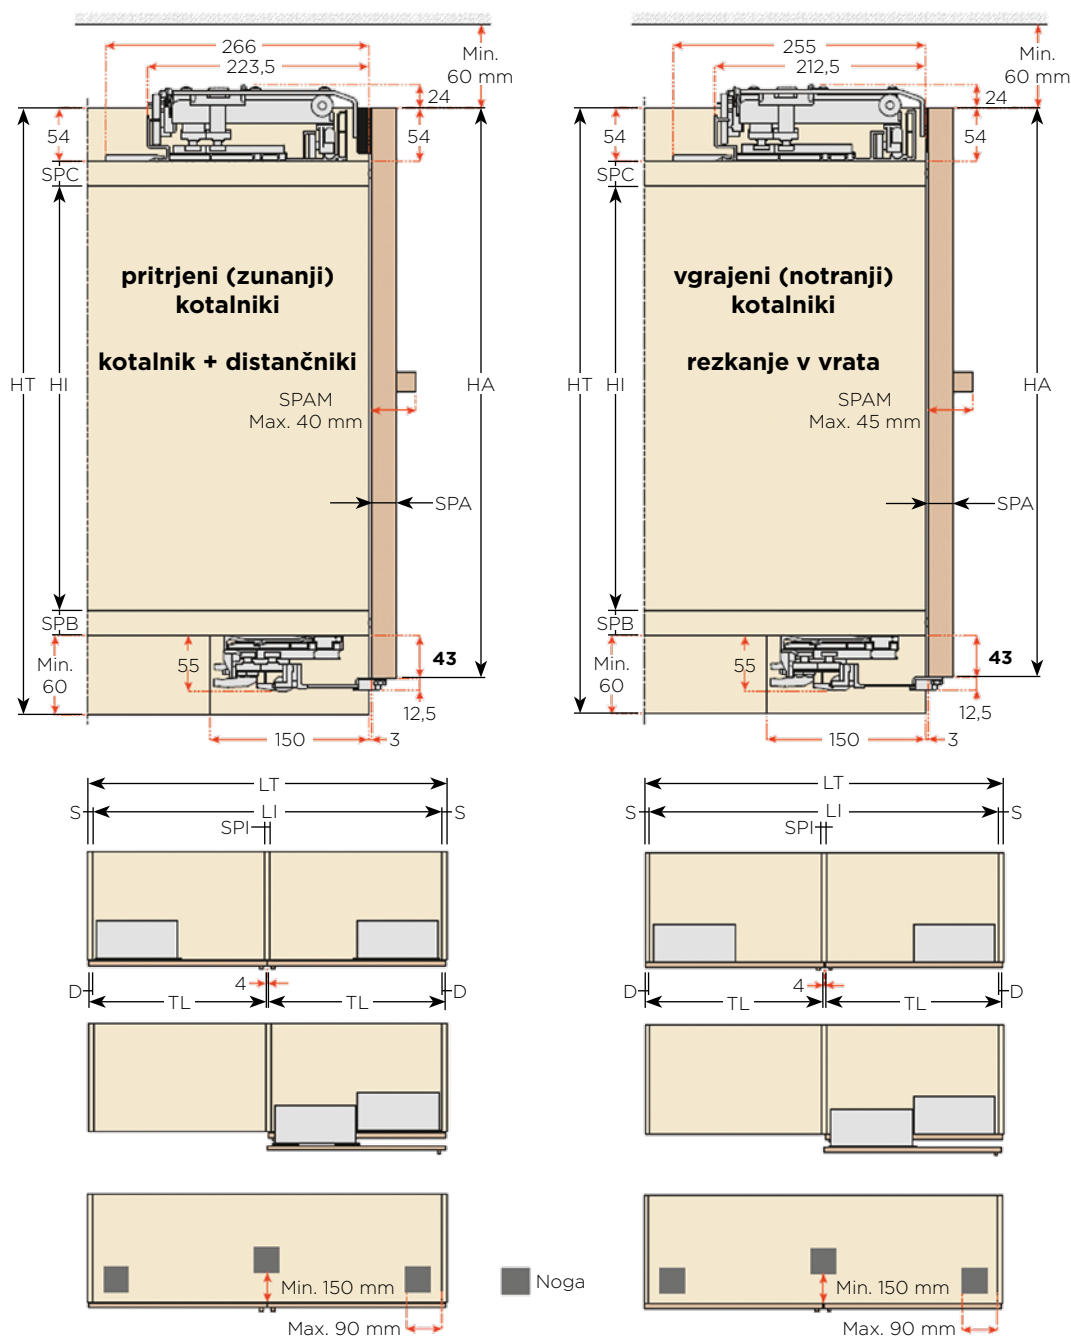 266
223,5
Min.
60 mm
24
54
54
SPC
pritrjeni (zunanji)
kotalniki
kotalnik + distančniki
HT
HI
HA
SPAM
Max. 40 mm
SPA
SPB
Min.
60
55
43
12,5
150
3
255
212,5
Min.
60 mm
24
54
54
SPC
vgrajeni (notranji)
kotalniki
rezkanje v vrata
HT
HI
HA
SPAM
Max. 45 mm
SPA
SPB
Min.
60
55
43
12,5
150
3
LT
S
LI
S
SPI
4
D
TL
TL
D
Min. 150 mm
Max. 90 mm
Noga
LT
S
LI
S
SPI
4
D
TL
TL
D
Min. 150 mm
Max. 90 mm